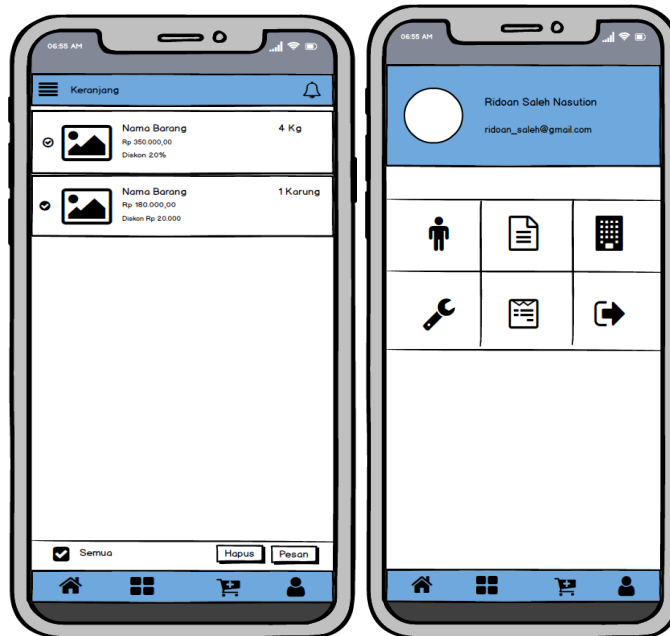 06:55 AM
Keranjang
Nama Barang 4 Kg
Rp 350.000,00
Diskon 20%
Nama Barang 1 Karung
Rp 180.000,00
Diskon Rp 20.000
Semua Hapus Pesan
06:55 AM
Ridoan Saleh Nasution
ridoan_saleh@gmail.com